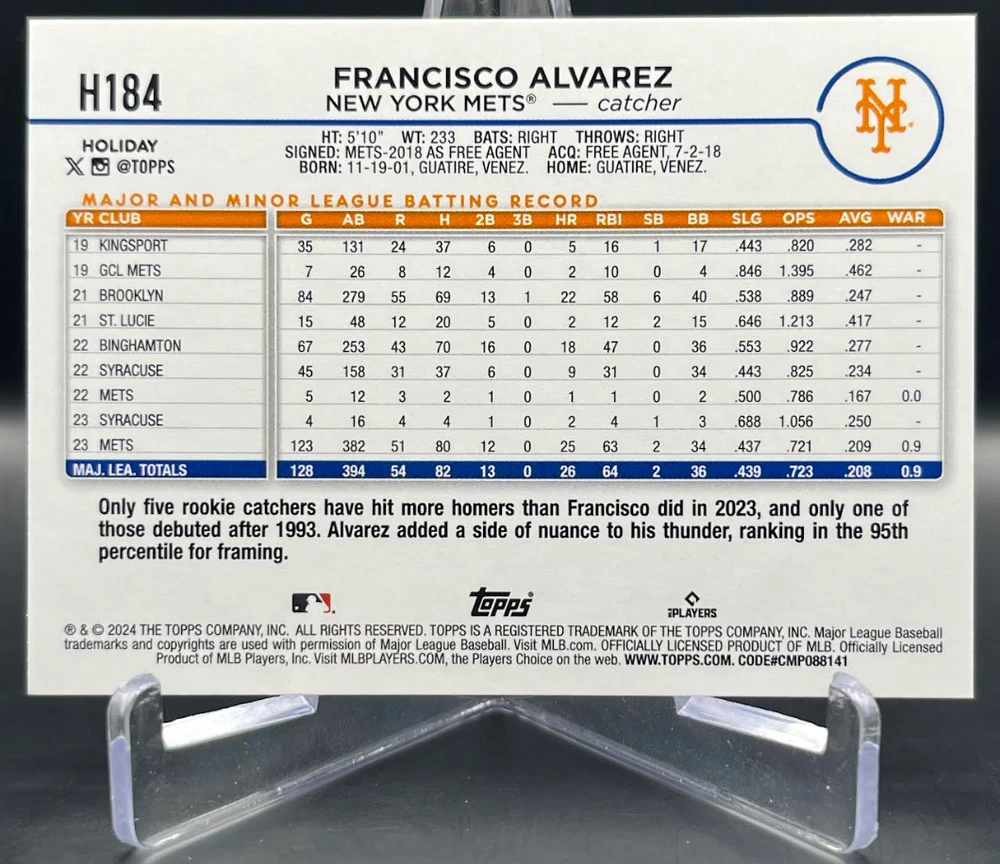 H184
FRANCISCO ALVAREZ
NEW YORK METS® — catcher
NY
HOLIDAY
@TOPPS
HT: 5'10" WT: 233 BATS: RIGHT THROWS: RIGHT
SIGNED: METS-2018 AS FREE AGENT ACQ: FREE AGENT, 7-2-18
BORN: 11-19-01, GUATIRE, VENEZ. HOME: GUATIRE, VENEZ.
MAJOR AND MINOR LEAGUE BATTING RECORD
YR CLUB G AB R H 2B 3B HR RBI SB BB SLG OPS AVG WAR
19 KINGSPORT 35 131 24 37 6 0 5 16 1 17 .443 .820 .282 -
19 GCL METS 7 26 8 12 4 0 2 10 0 4 .846 1.395 .462 -
21 BROOKLYN 84 279 55 69 13 1 22 58 6 40 .538 .889 .247 -
21 ST. LUCIE 15 48 12 20 5 0 2 12 2 15 .646 1.213 .417 -
22 BINGHAMTON 67 253 43 70 16 0 18 47 0 36 .553 .922 .277 -
22 SYRACUSE 45 158 31 37 6 0 9 31 0 34 .443 .825 .234 -
22 METS 5 12 3 2 1 0 1 1 0 2 .500 .786 .167 0.0
23 SYRACUSE 4 16 4 4 1 0 2 4 1 3 .688 1.056 .250 -
23 METS 123 382 51 80 12 0 25 63 2 34 .437 .721 .209 0.9
MAJ. LEA. TOTALS 128 394 54 82 13 0 26 64 2 36 .439 .723 .208 0.9
Only five rookie catchers have hit more homers than Francisco did in 2023, and only one of
those debuted after 1993. Alvarez added a side of nuance to his thunder, ranking in the 95th
percentile for framing.
Topps®
PLAYERS
® & © 2024 THE TOPPS COMPANY, INC. ALL RIGHTS RESERVED. TOPPS IS A REGISTERED TRADEMARK OF THE TOPPS COMPANY, INC. Major League Baseball
trademarks and copyrights are used with permission of Major League Baseball. Visit MLB.com. OFFICIALLY LICENSED PRODUCT OF MLB. Officially Licensed
Product of MLB Players, Inc. Visit MLBPLAYERS.COM, the Players Choice on the web. WWW.TOPPS.COM. CODE#CMP088141